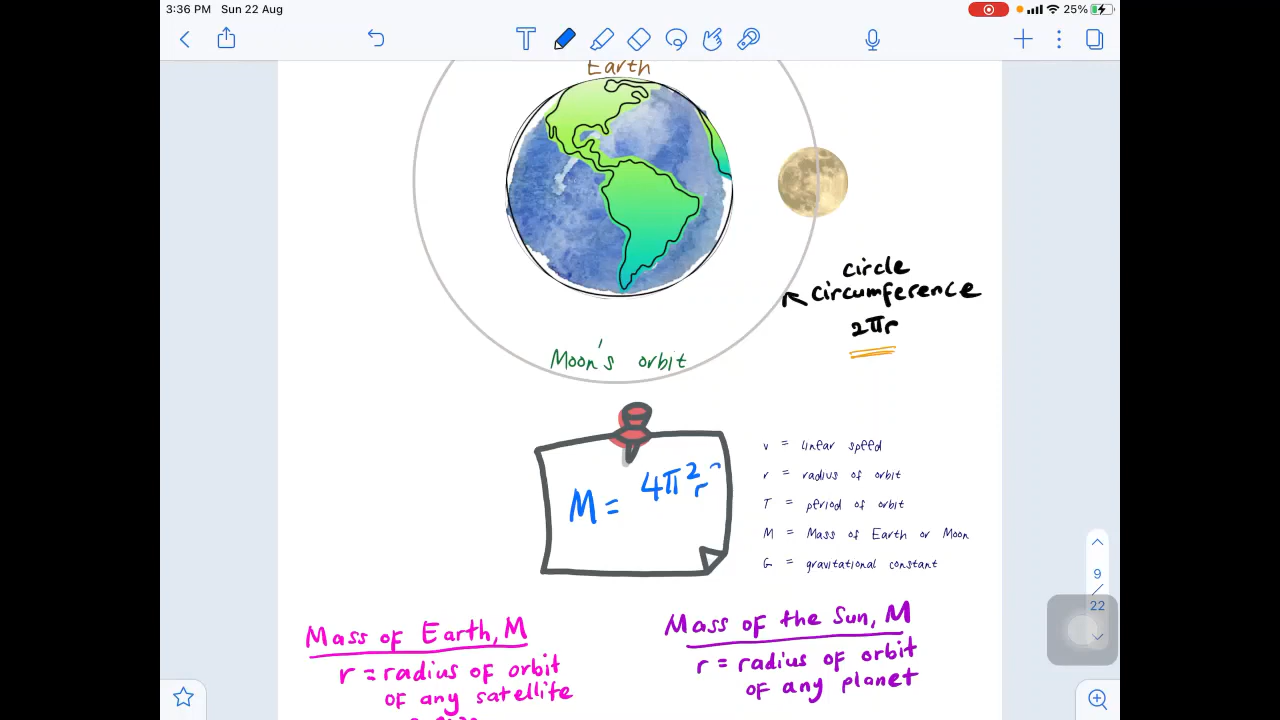 3:36 PM Sun 22 Aug
25%
T
Earth
circle
circumference
2πr
Moon's orbit
M = 4π²r
v = linear speed
r = radius of orbit
T = period of orbit
M = Mass of Earth or Moon
G = gravitational constant
9
/
22
Mass of Earth, M
r = radius of orbit
of any satellite
Mass of the Sun, M
r = radius of orbit
of any planet